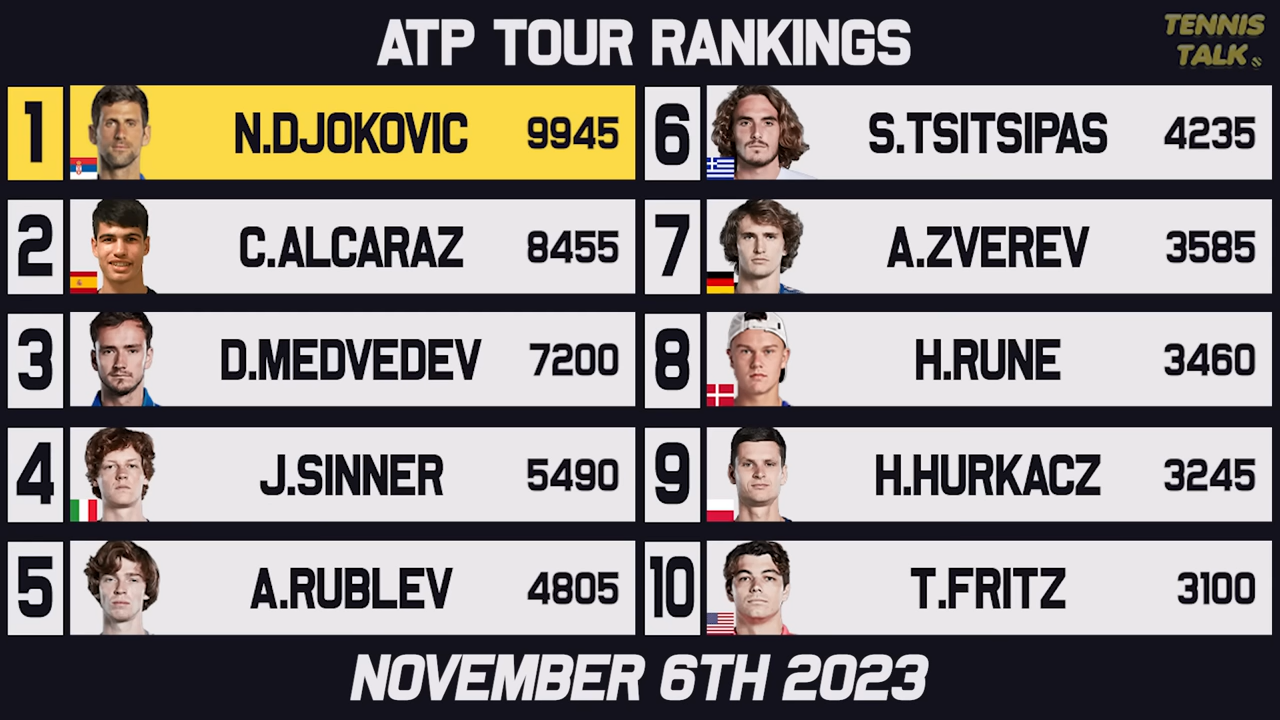 ATP TOUR RANKINGS
TENNIS
TALK
1 N.DJOKOVIC 9945
2 C.ALCARAZ 8455
3 D.MEDVEDEV 7200
4 J.SINNER 5490
5 A.RUBLEV 4805
6 S.TSITSIPAS 4235
7 A.ZVEREV 3585
8 H.RUNE 3460
9 H.HURKACZ 3245
10 T.FRITZ 3100
NOVEMBER 6TH 2023